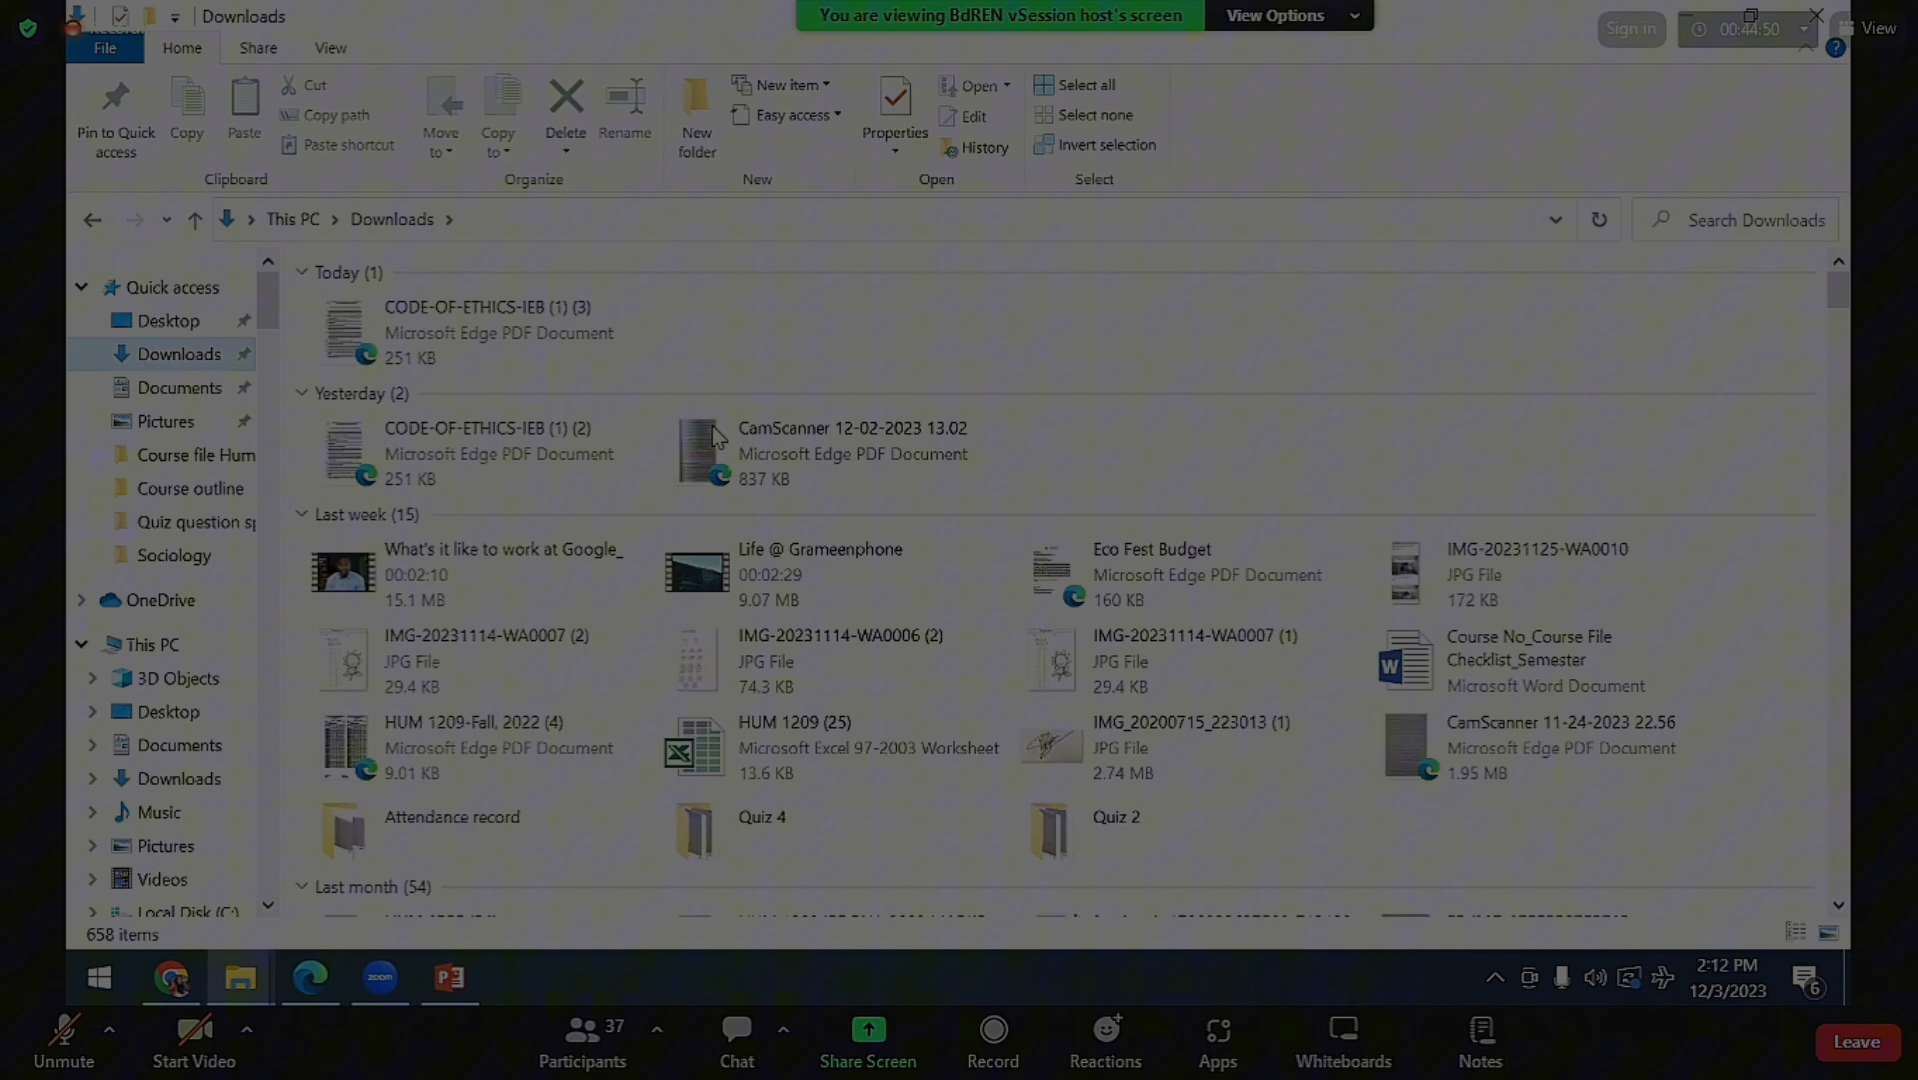 Downloads
You are viewing BdREN vSession host's screen
View Options
Sign in
00:44:50
View
File
Home
Share
View
Pin to Quick access
Copy
Paste
Cut
Copy path
Paste shortcut
Move to
Copy to
Delete
Rename
New folder
New item
Easy access
Properties
Open
Edit
History
Select all
Select none
Invert selection
Clipboard
Organize
New
Open
Select
This PC > Downloads >
Search Downloads
Quick access
Desktop
Downloads
Documents
Pictures
Course file Hum
Course outline
Quiz question sp
Sociology
OneDrive
This PC
3D Objects
Desktop
Documents
Downloads
Music
Pictures
Videos
Local Disk (C:)
Today (1)
CODE-OF-ETHICS-IEB (1) (3)
Microsoft Edge PDF Document
251 KB
Yesterday (2)
CODE-OF-ETHICS-IEB (1) (2)
Microsoft Edge PDF Document
251 KB
CamScanner 12-02-2023 13.02
Microsoft Edge PDF Document
837 KB
Last week (15)
What's it like to work at Google_
00:02:10
15.1 MB
Life @ Grameenphone
00:02:29
9.07 MB
Eco Fest Budget
Microsoft Edge PDF Document
160 KB
IMG-20231125-WA0010
JPG File
172 KB
IMG-20231114-WA0007 (2)
JPG File
29.4 KB
IMG-20231114-WA0006 (2)
JPG File
74.3 KB
IMG-20231114-WA0007 (1)
JPG File
29.4 KB
Course No_Course File
Checklist_Semester
Microsoft Word Document
HUM 1209-Fall, 2022 (4)
Microsoft Edge PDF Document
9.01 KB
HUM 1209 (25)
Microsoft Excel 97-2003 Worksheet
13.6 KB
IMG_20200715_223013 (1)
JPG File
2.74 MB
CamScanner 11-24-2023 22.56
Microsoft Edge PDF Document
1.95 MB
Attendance record
Quiz 4
Quiz 2
Last month (54)
658 items
zoom
2:12 PM
12/3/2023
6
Unmute
Start Video
Participants
37
Chat
Share Screen
Record
Reactions
Apps
Whiteboards
Notes
Leave